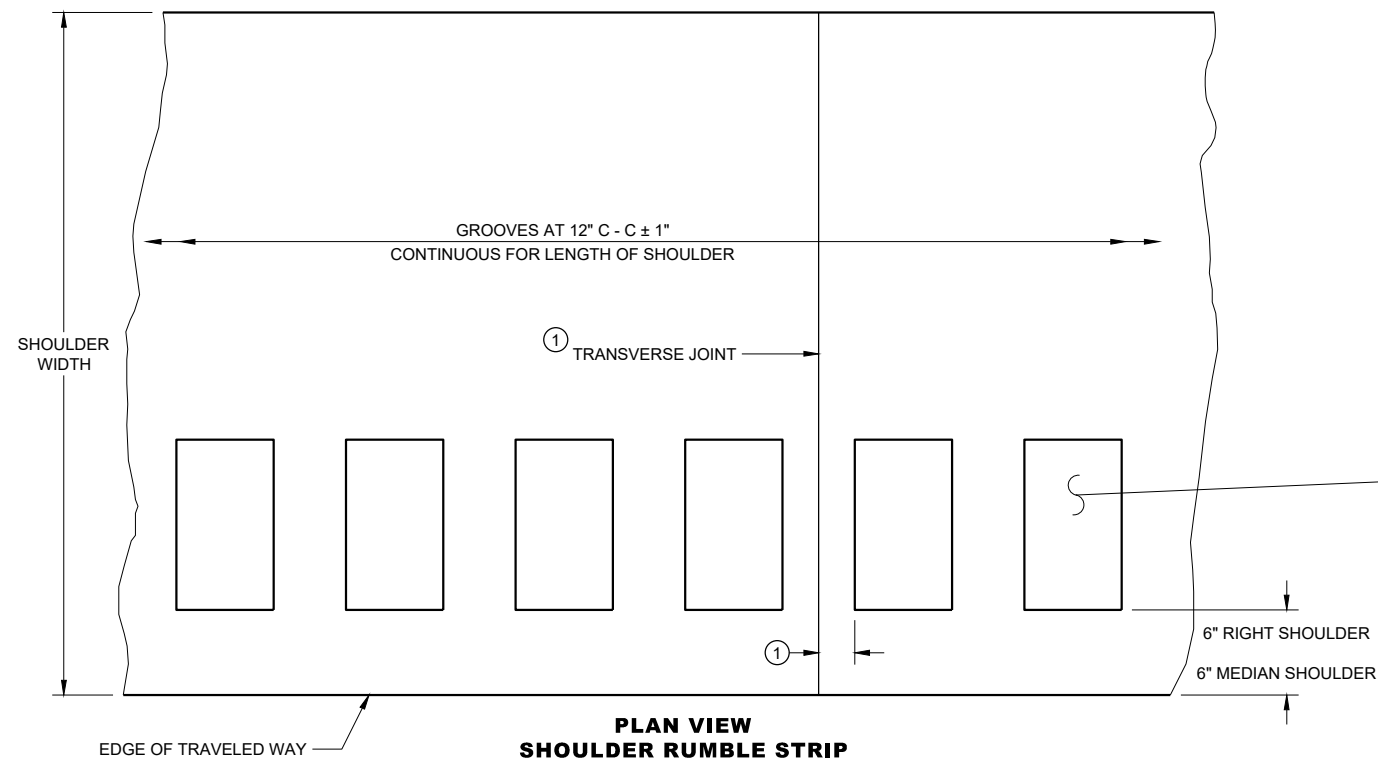 GROOVES AT 12" C - C ± 1"
CONTINUOUS FOR LENGTH OF SHOULDER
SHOULDER
WIDTH
1
TRANSVERSE JOINT
1
6" RIGHT SHOULDER
6" MEDIAN SHOULDER
EDGE OF TRAVELED WAY
PLAN VIEW
SHOULDER RUMBLE STRIP